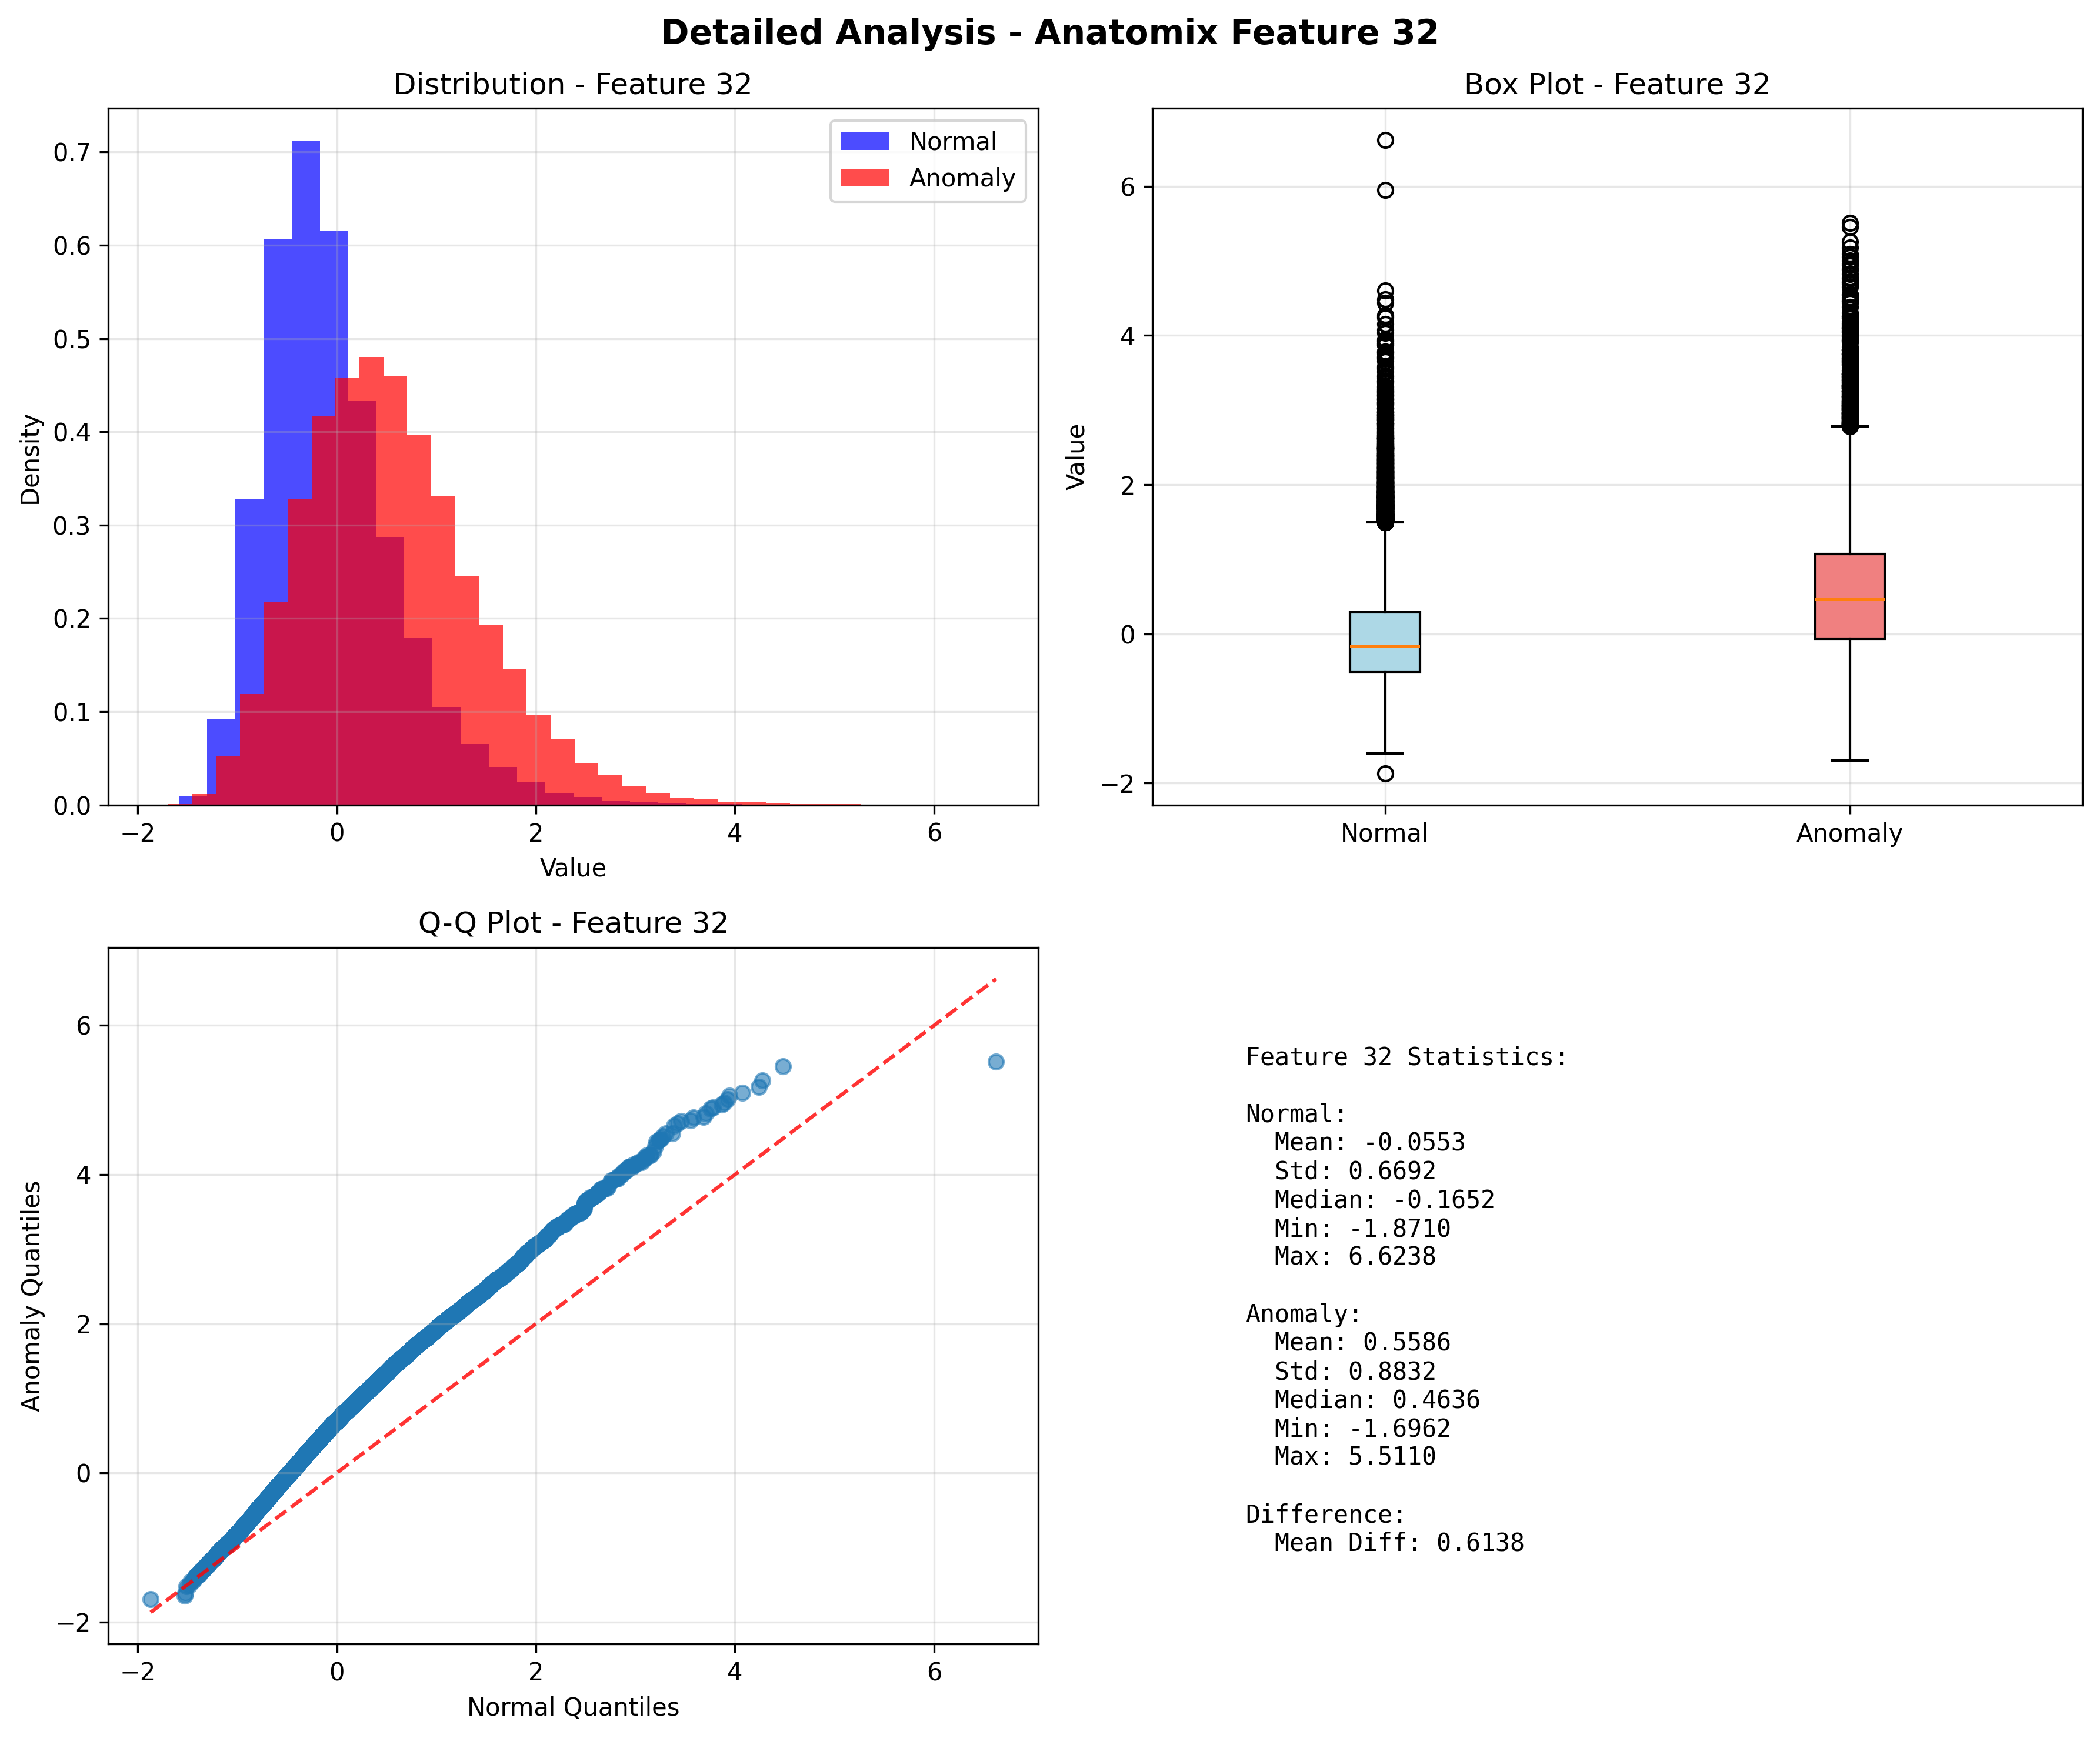 Detailed Analysis - Anatomix Feature 32
Distribution - Feature 32
0.7
0.6
0.5
0.4
0.3
0.2
0.1
0.0
Density
Normal
Anomaly
−2
0
2
4
6
Value
Box Plot - Feature 32
6
4
2
0
−2
Value
Normal
Anomaly
Q-Q Plot - Feature 32
6
4
2
0
−2
Anomaly Quantiles
−2
0
2
4
6
Normal Quantiles
Feature 32 Statistics:
Normal:
Mean: -0.0553
Std: 0.6692
Median: -0.1652
Min: -1.8710
Max: 6.6238
Anomaly:
Mean: 0.5586
Std: 0.8832
Median: 0.4636
Min: -1.6962
Max: 5.5110
Difference:
Mean Diff: 0.6138